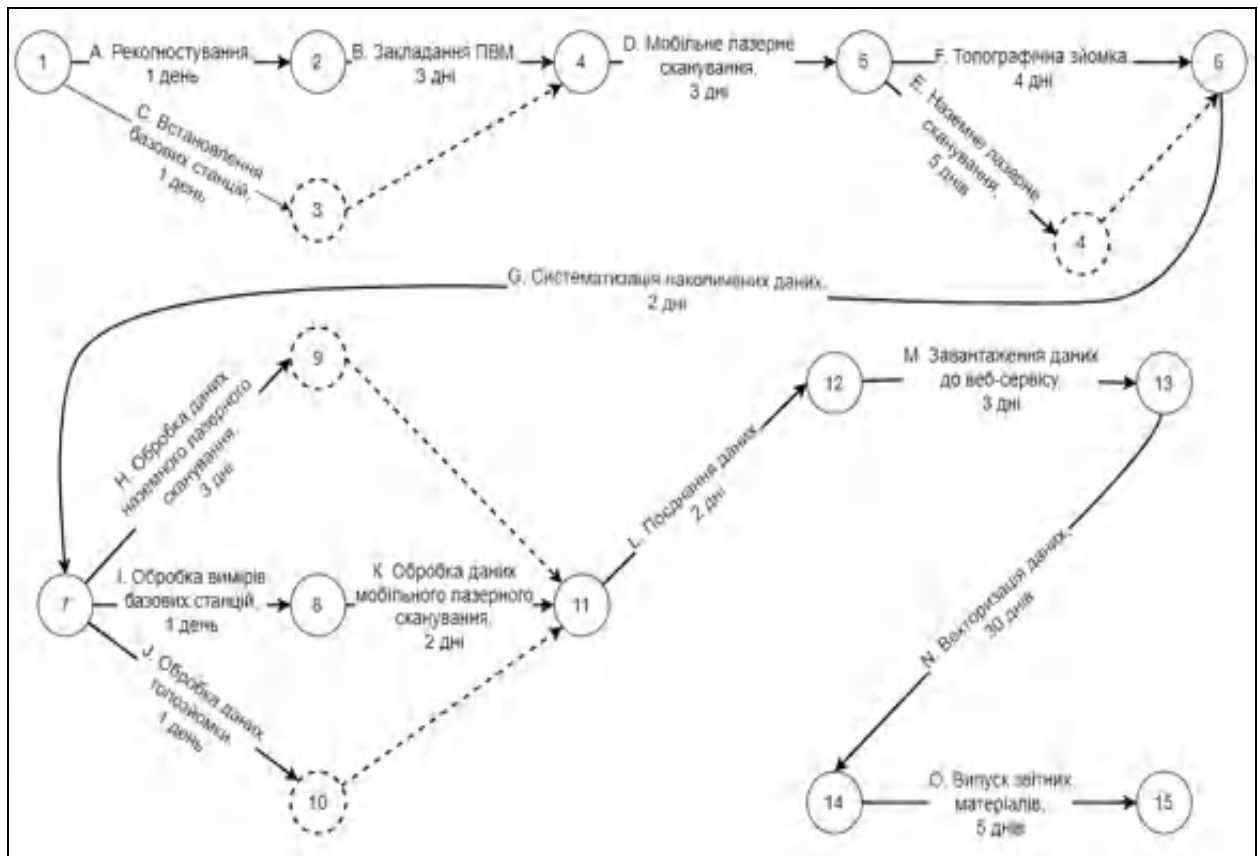 1
А. Рекогностування,
1 день
2
В. Закладання ПВМ,
3 дні
4
D. Мобільне лазерне
сканування,
3 дні
5
F. Топографічна зйомка
4 дні
6
С. Встановлення
базових станцій,
1 день
3
Е. Наземне лазерне
сканування,
5 днів
4
G. Систематизація накопичених даних,
2 дні
9
12
М. Завантаження даних
до веб-сервісу,
3 дні
13
Н. Обробка даних
наземного лазерного
сканування,
3 дні
L. Поєднання даних,
2 дні
7
І. Обробка вимірів
базових станцій,
1 день
8
К. Обробка даних
мобільного лазерного
сканування,
2 дні
11
N. Векторизація даних,
30 днів
J. Обробка даних
топозйомки
1 день
10
14
О. Випуск звітних
матеріалів,
5 днів
15